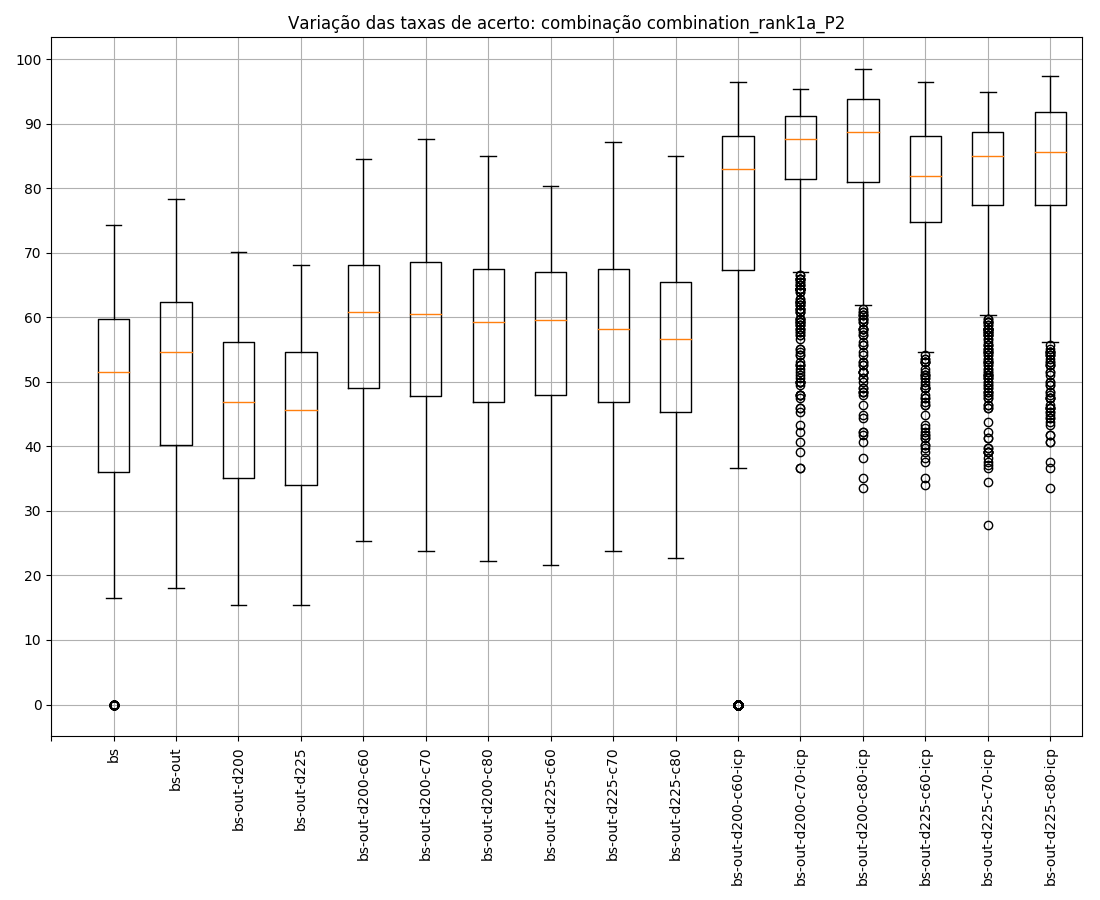 Variação das taxas de acerto: combinação combination_rank1a_P2
100
90
80
70
60
50
40
30
20
10
0
bs
bs-out
bs-out-d200
bs-out-d225
bs-out-d200-c60
bs-out-d200-c70
bs-out-d200-c80
bs-out-d225-c60
bs-out-d225-c70
bs-out-d225-c80
bs-out-d200-c60-icp
bs-out-d200-c70-icp
bs-out-d200-c80-icp
bs-out-d225-c60-icp
bs-out-d225-c70-icp
bs-out-d225-c80-icp